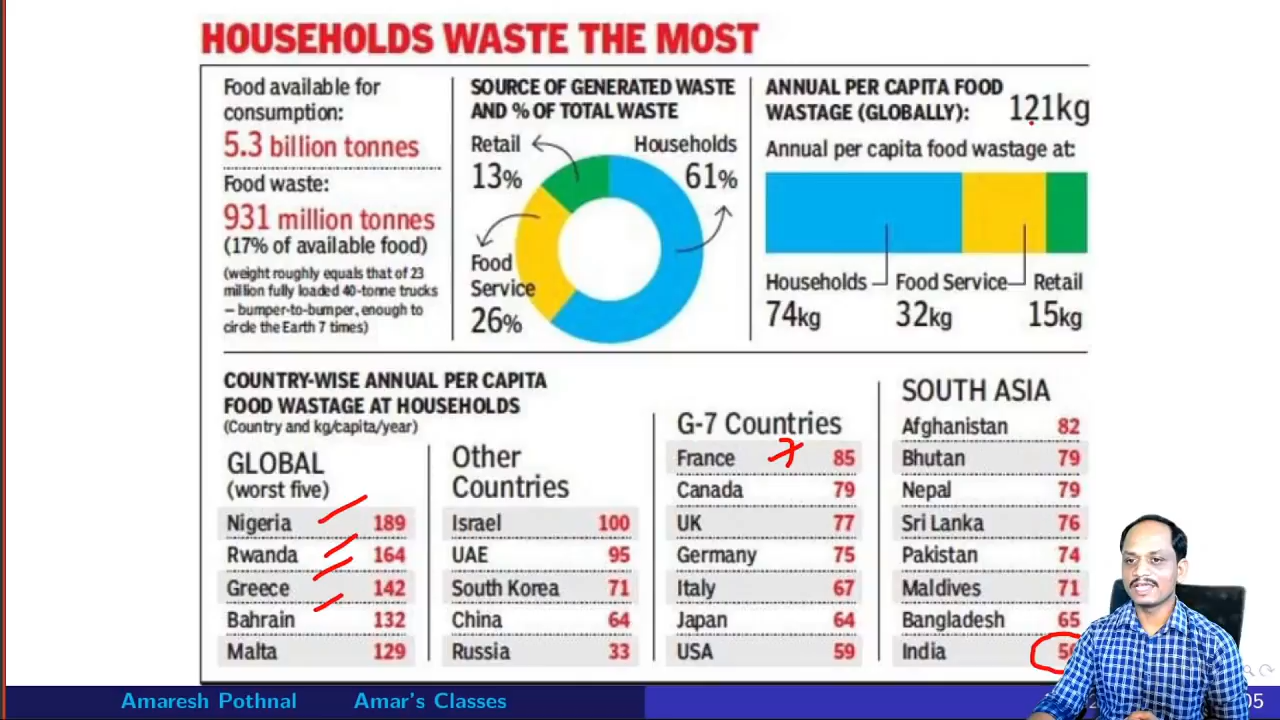 HOUSEHOLDS WASTE THE MOST
Food available for
consumption:
5.3 billion tonnes
Food waste:
931 million tonnes
(17% of available food)
(weight roughly equals that of 23
million fully loaded 40-tonne trucks
– bumper-to-bumper, enough to
circle the Earth 7 times)
SOURCE OF GENERATED WASTE
AND % OF TOTAL WASTE
Retail
13%
Households
61%
Food
Service
26%
ANNUAL PER CAPITA FOOD
WASTAGE (GLOBALLY): 121kg
Annual per capita food wastage at:
Households
74kg
Food Service
32kg
Retail
15kg
COUNTRY-WISE ANNUAL PER CAPITA
FOOD WASTAGE AT HOUSEHOLDS
(Country and kg/capita/year)
GLOBAL
(worst five)
Nigeria 189
Rwanda 164
Greece 142
Bahrain 132
Malta 129
Other
Countries
Israel 100
UAE 95
South Korea 71
China 64
Russia 33
G-7 Countries
France 85
Canada 79
UK 77
Germany 75
Italy 67
Japan 64
USA 59
SOUTH ASIA
Afghanistan 82
Bhutan 79
Nepal 79
Sri Lanka 76
Pakistan 74
Maldives 71
Bangladesh 65
India
Amaresh Pothnal Amar's Classes
05